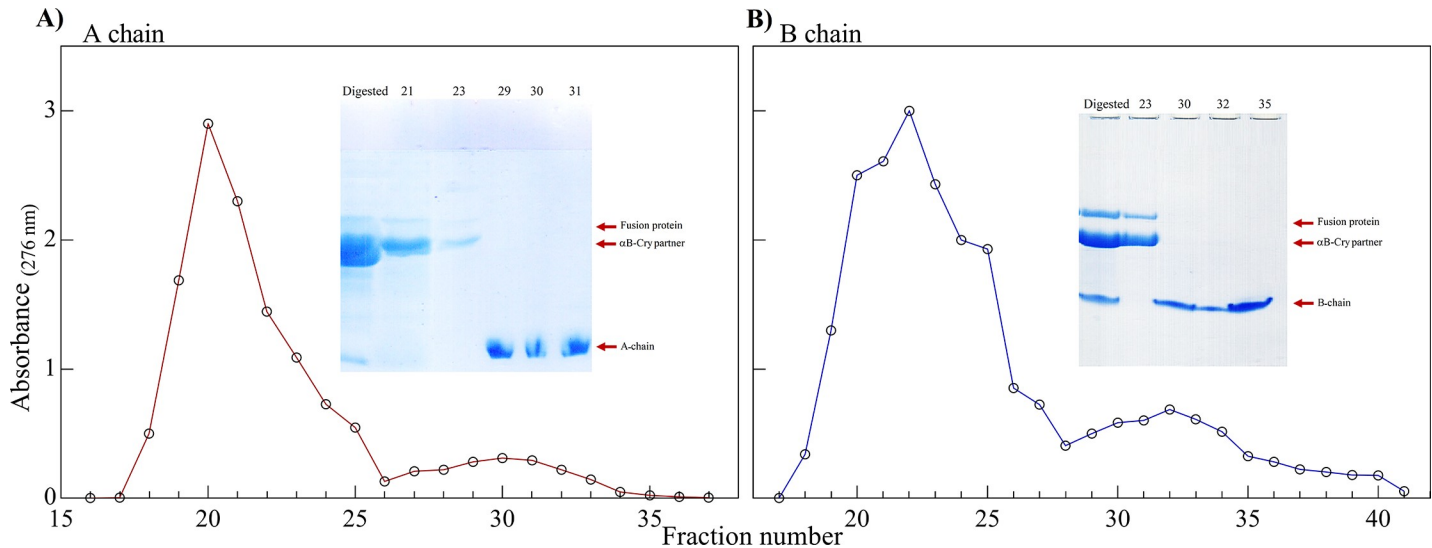 A)
A chain
B)
B chain
Digested 21 23 29 30 31
Digested 23 30 32 35
3
2
1
0
Fusion protein
αB-Cry partner
A-chain
Fusion protein
αB-Cry partner
B-chain
Absorbance (276 nm)
15 20 25 30 35
20 25 30 35 40
Fraction number